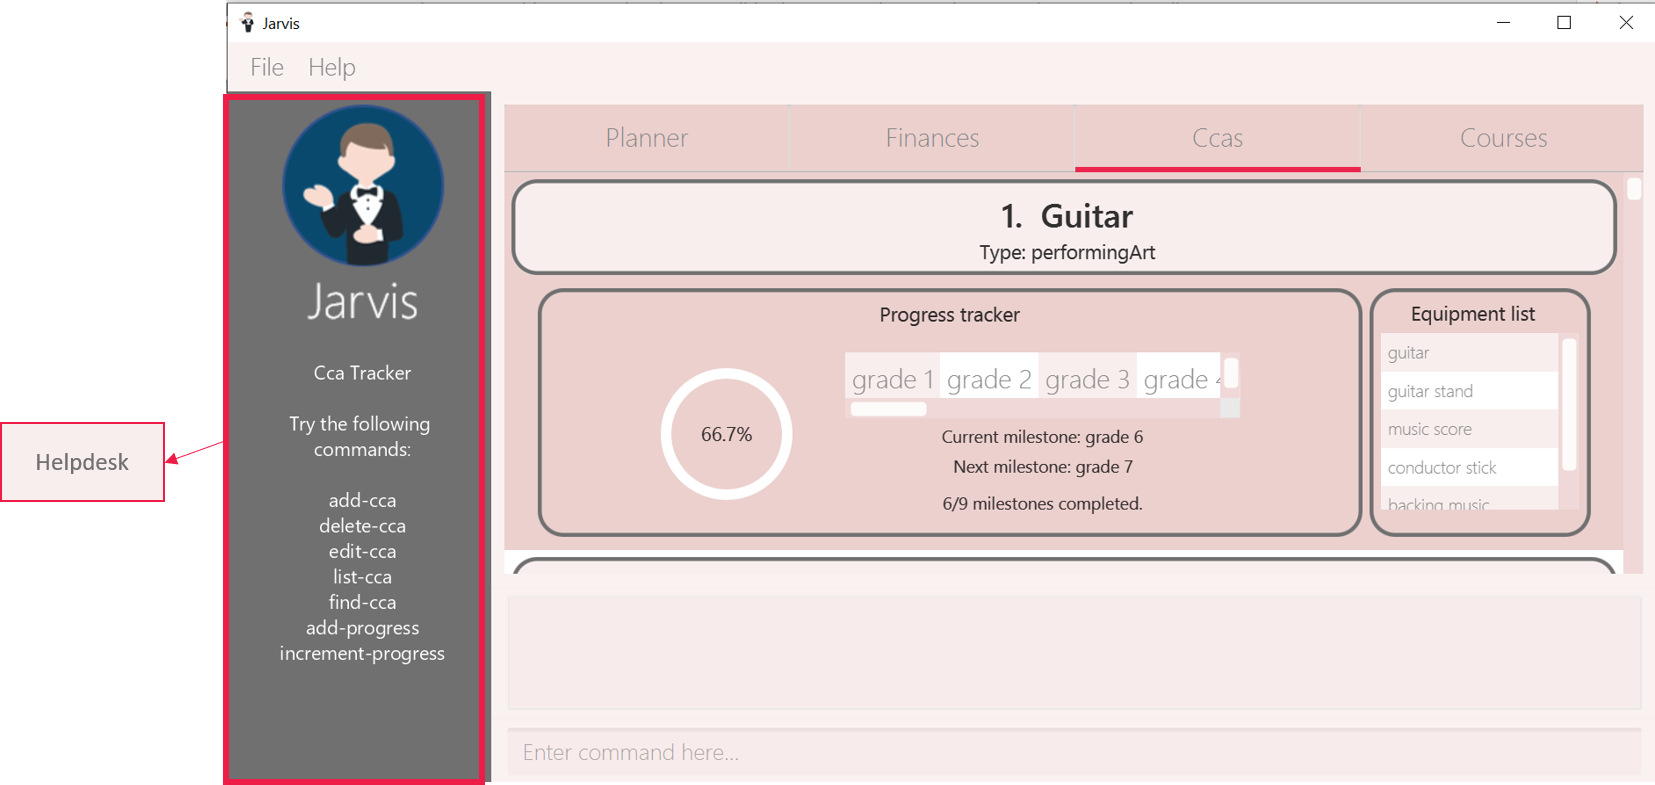 Jarvis
File Help
Helpdesk
Jarvis
Cca Tracker
Try the following
commands:
add-cca
delete-cca
edit-cca
list-cca
find-cca
add-progress
increment-progress
Planner Finances Ccas Courses
1. Guitar
Type: performingArt
Progress tracker
66.7%
grade 1 grade 2 grade 3 grade 4
Current milestone: grade 6
Next milestone: grade 7
6/9 milestones completed.
Equipment list
guitar
guitar stand
music score
conductor stick
backing music
Enter command here...